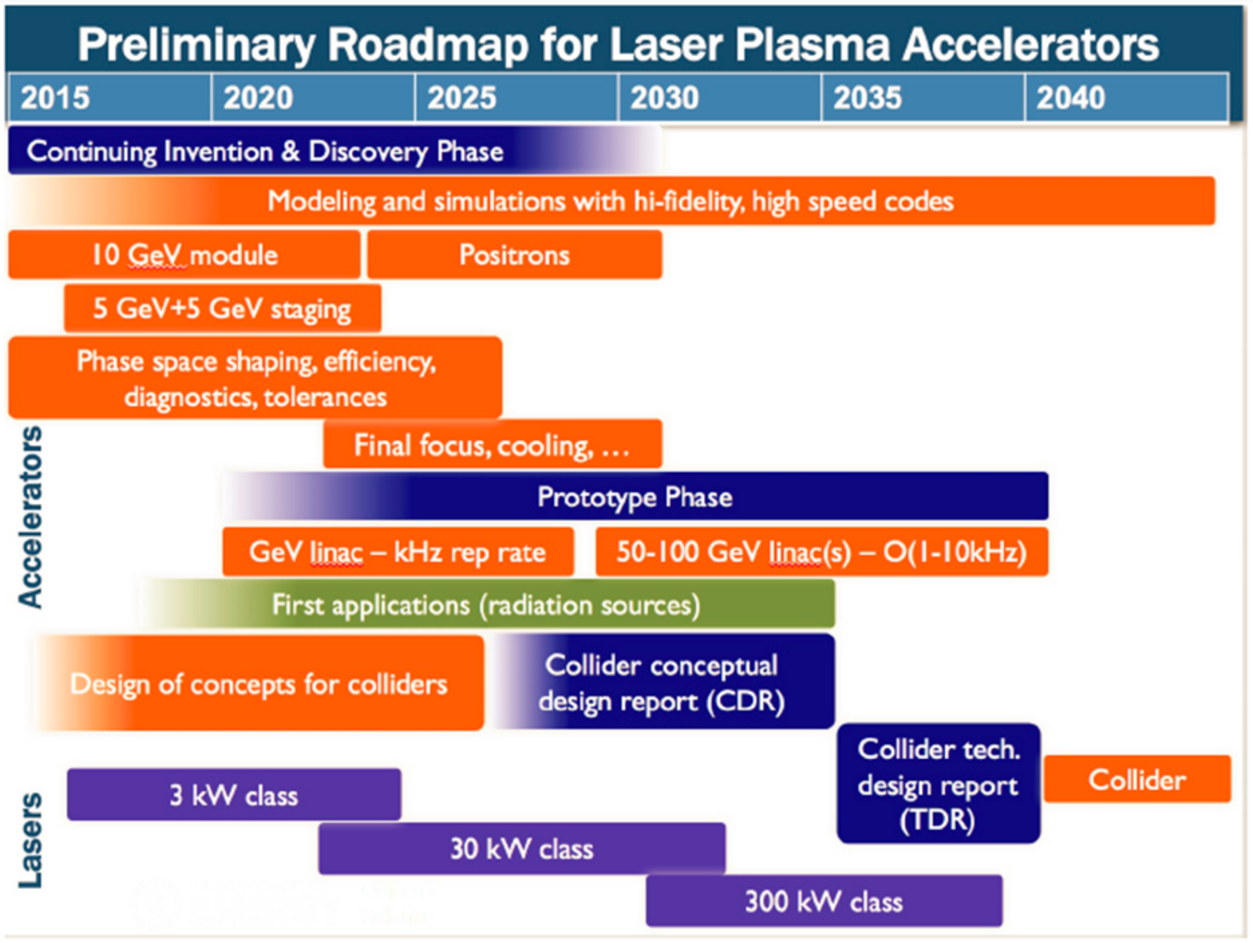 Preliminary Roadmap for Laser Plasma Accelerators
2015 2020 2025 2030 2035 2040
Continuing Invention & Discovery Phase
Modeling and simulations with hi-fidelity, high speed codes
10 GeV module
Positrons
5 GeV+5 GeV staging
Phase space shaping, efficiency,
diagnostics, tolerances
Final focus, cooling, …
Prototype Phase
GeV linac – kHz rep rate
50-100 GeV linac(s) – O(1-10kHz)
First applications (radiation sources)
Design of concepts for colliders
Collider conceptual
design report (CDR)
Collider tech.
design report
(TDR)
Collider
Accelerators
3 kW class
30 kW class
300 kW class
Lasers